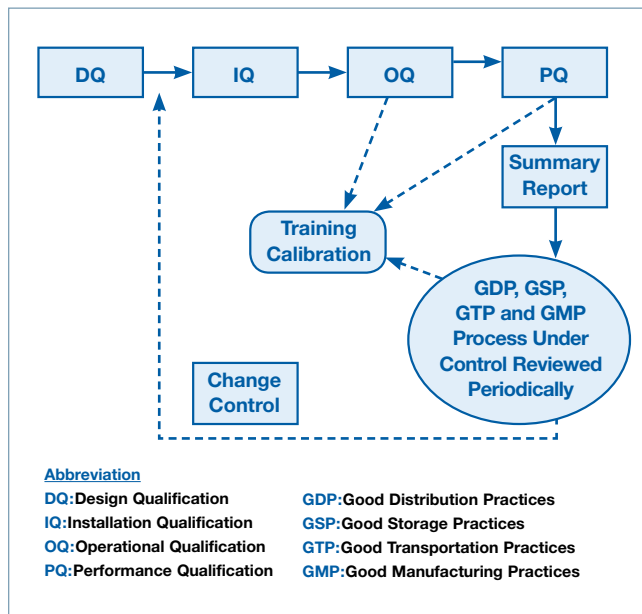 DQ
IQ
OQ
PQ
Summary
Report
Training
Calibration
GDP, GSP,
GTP and GMP
Process Under
Control Reviewed
Periodically
Change
Control
Abbreviation
DQ:Design Qualification
IQ:Installation Qualification
OQ:Operational Qualification
PQ:Performance Qualification
GDP:Good Distribution Practices
GSP:Good Storage Practices
GTP:Good Transportation Practices
GMP:Good Manufacturing Practices